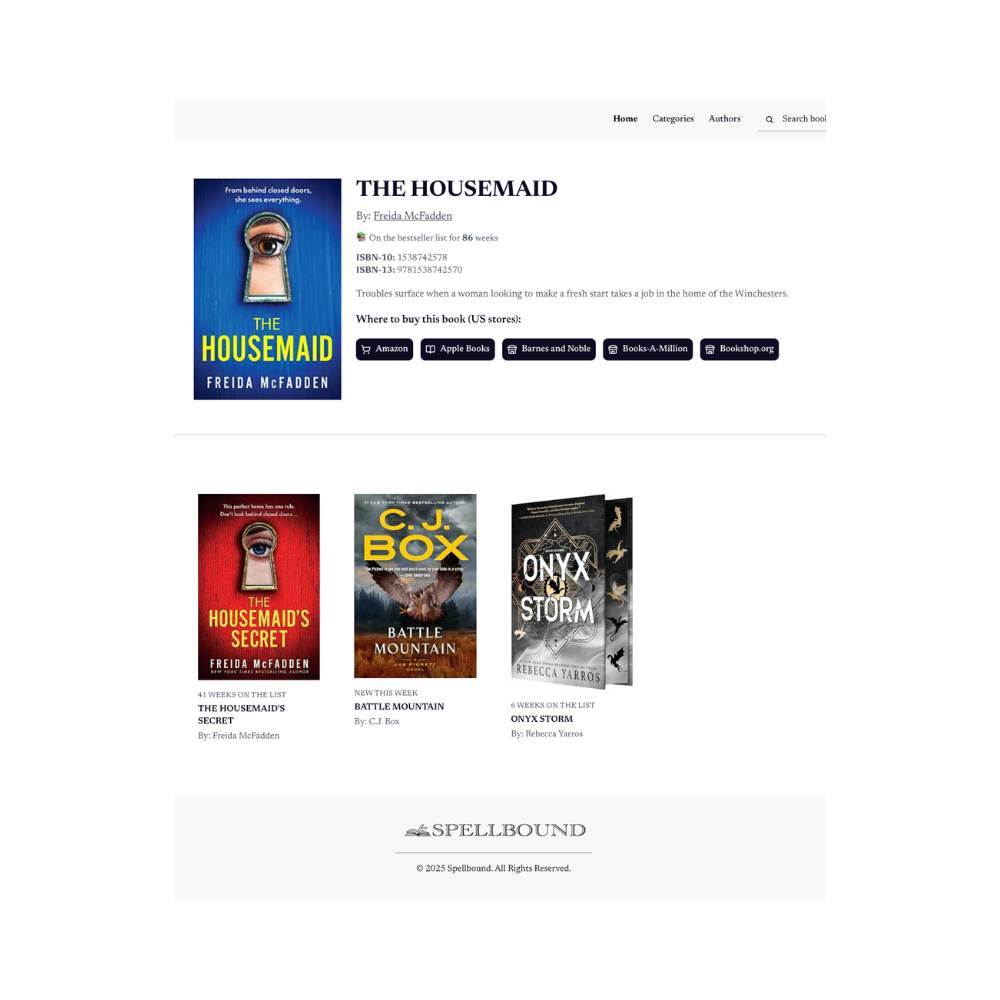 Home Categories Authors Search bool
From behind closed doors,
she sees everything.
THE
HOUSEMAID
FREIDA McFADDEN
THE HOUSEMAID
By: Freida McFadden
On the bestseller list for 86 weeks
ISBN-10: 1538742578
ISBN-13: 9781538742570
Troubles surface when a woman looking to make a fresh start takes a job in the home of the Winchesters.
Where to buy this book (US stores):
Amazon Apple Books Barnes and Noble Books-A-Million Bookshop.org
This perfect home has one rule.
Don't look behind closed doors...
THE
HOUSEMAID'S
SECRET
FREIDA McFADDEN
NEW YORK TIMES BESTSELLING AUTHOR
41 WEEKS ON THE LIST
THE HOUSEMAID'S
SECRET
By: Freida McFadden
#1 NEW YORK TIMES BESTSELLING AUTHOR
C. J.
BOX
BATTLE
MOUNTAIN
A
JOE PICKETT
NOVEL
NEW THIS WEEK
BATTLE MOUNTAIN
By: C.J. Box
ONYX
STORM
REBECCA YARROS
6 WEEKS ON THE LIST
ONYX STORM
By: Rebecca Yarros
SPELLBOUND
© 2025 Spellbound. All Rights Reserved.